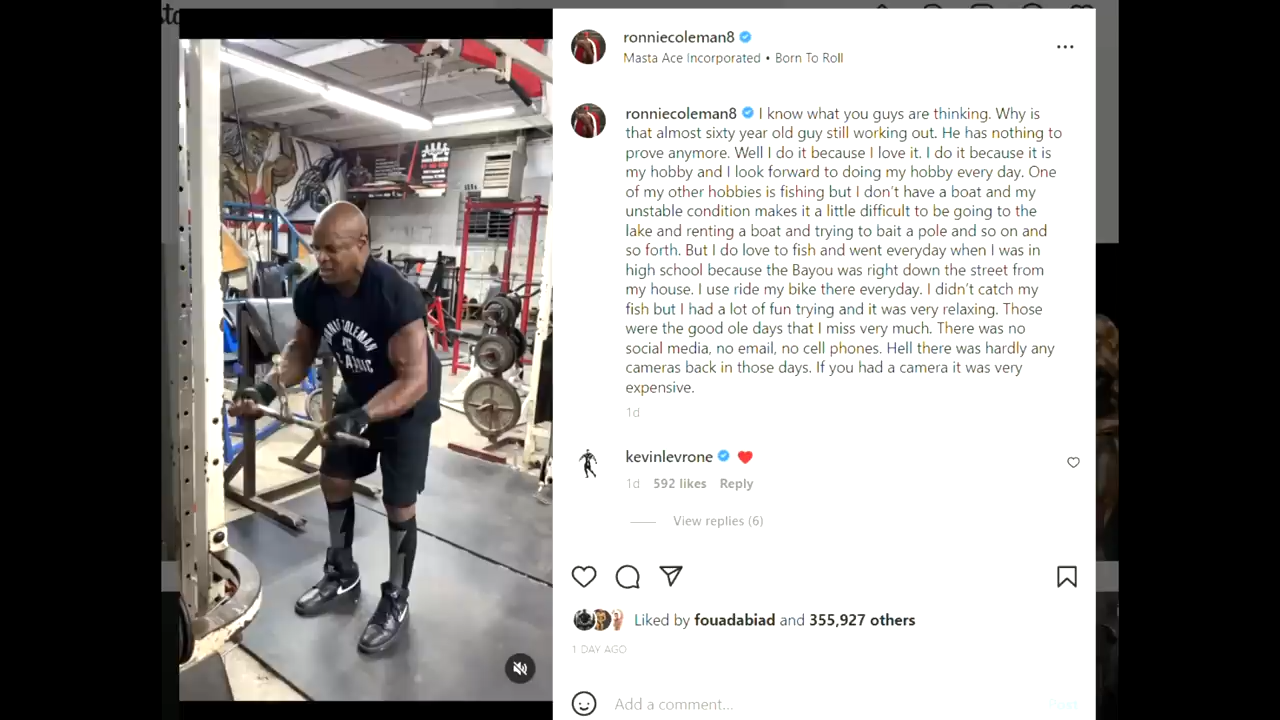 ronniecoleman8
Masta Ace Incorporated • Born To Roll
ronniecoleman8 I know what you guys are thinking. Why is
that almost sixty year old guy still working out. He has nothing to
prove anymore. Well I do it because I love it. I do it because it is
my hobby and I look forward to doing my hobby every day. One
of my other hobbies is fishing but I don't have a boat and my
unstable condition makes it a little difficult to be going to the
lake and renting a boat and trying to bait a pole and so on and
so forth. But I do love to fish and went everyday when I was in
high school because the Bayou was right down the street from
my house. I use ride my bike there everyday. I didn't catch my
fish but I had a lot of fun trying and it was very relaxing. Those
were the good ole days that I miss very much. There was no
social media, no email, no cell phones. Hell there was hardly any
cameras back in those days. If you had a camera it was very
expensive.
1d
kevinlevrone ❤️
1d 592 likes Reply
View replies (6)
Liked by fouadabiad and 355,927 others
1 DAY AGO
Add a comment...
Post
COLEMAN